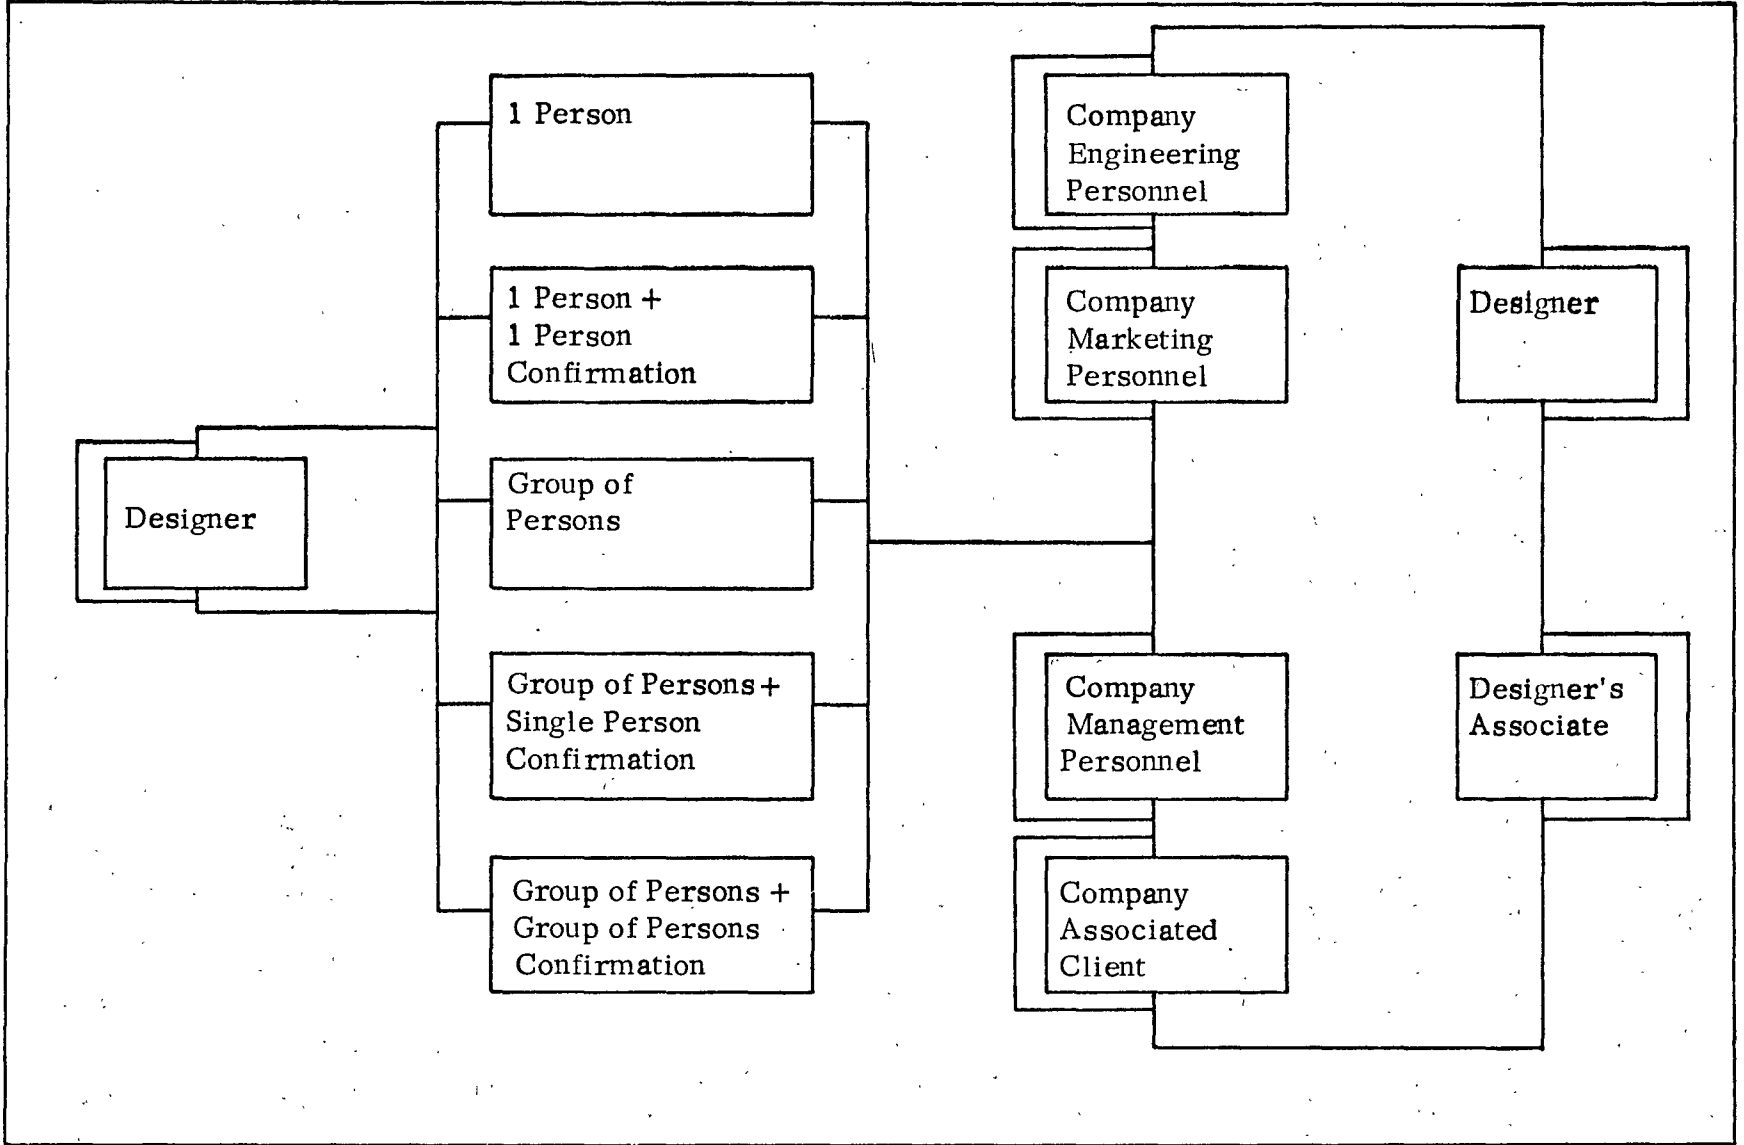 Designer
1 Person
1 Person +
1 Person
Confirmation
Group of
Persons
Group of Persons +
Single Person
Confirmation
Group of Persons +
Group of Persons
Confirmation
Company
Engineering
Personnel
Company
Marketing
Personnel
Company
Management
Personnel
Company
Associated
Client
Designer
Designer's
Associate